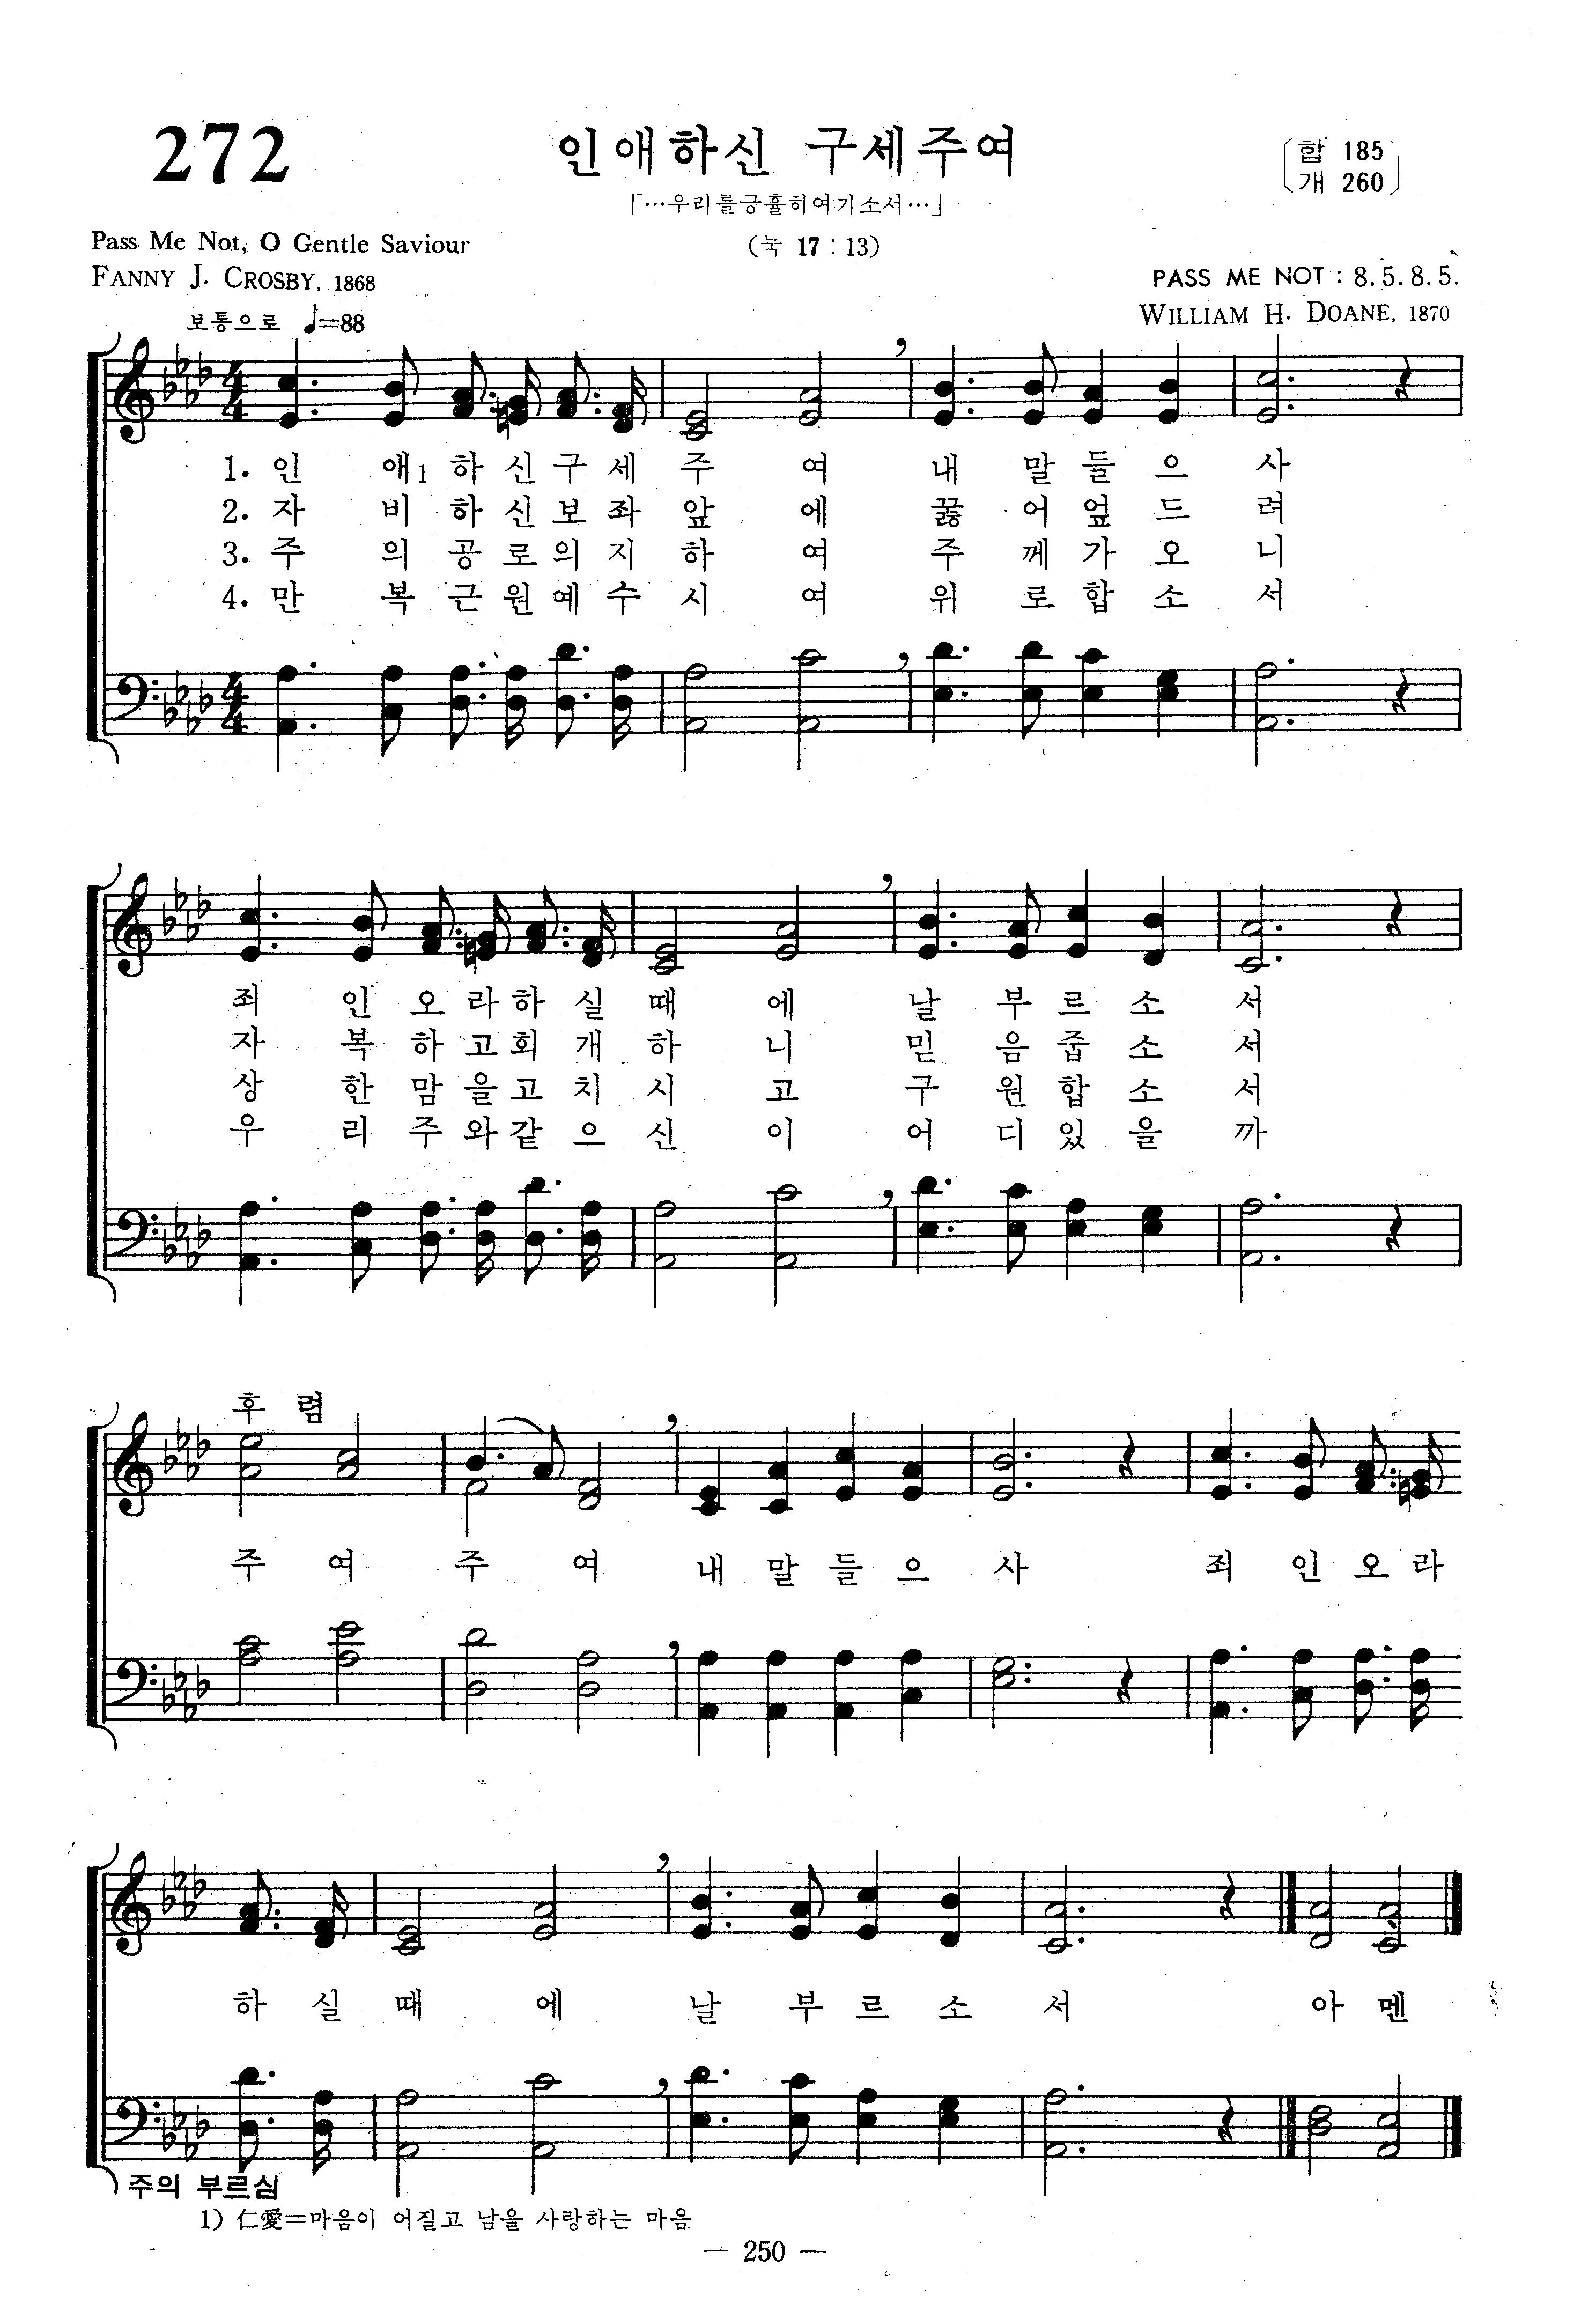 272
인애하신 구세주여
합 185
개 260
「…우리를긍휼히여기소서…」
Pass Me Not, O Gentle Saviour
(눅 17 : 13)
FANNY J. CROSBY, 1868
PASS ME NOT : 8. 5. 8. 5.
보통으로 ♩=88
WILLIAM H. DOANE, 1870
1. 인 애1 하 신 구 세 주 여 내 말 들 으 사
2. 자 비 하 신 보 좌 앞 에 꿇 어 엎 드 려
3. 주 의 공 로 의 지 하 여 주 께 가 오 니
4. 만 복 근 원 예 수 시 여 위 로 합 소 서
죄 인 오 라 하 실 때 에 날 부 르 소 서
자 복 하 고 회 개 하 니 믿 음 줍 소 서
상 한 맘 을 고 치 시 고 구 원 합 소 서
우 리 주 와 같 으 신 이 어 디 있 을 까
후 렴
주 여 주 여 내 말 들 으 사 죄 인 오 라
하 실 때 에 날 부 르 소 서 아 멘
주의 부르심
1) 仁愛=마음이 어질고 남을 사랑하는 마음
— 250 —